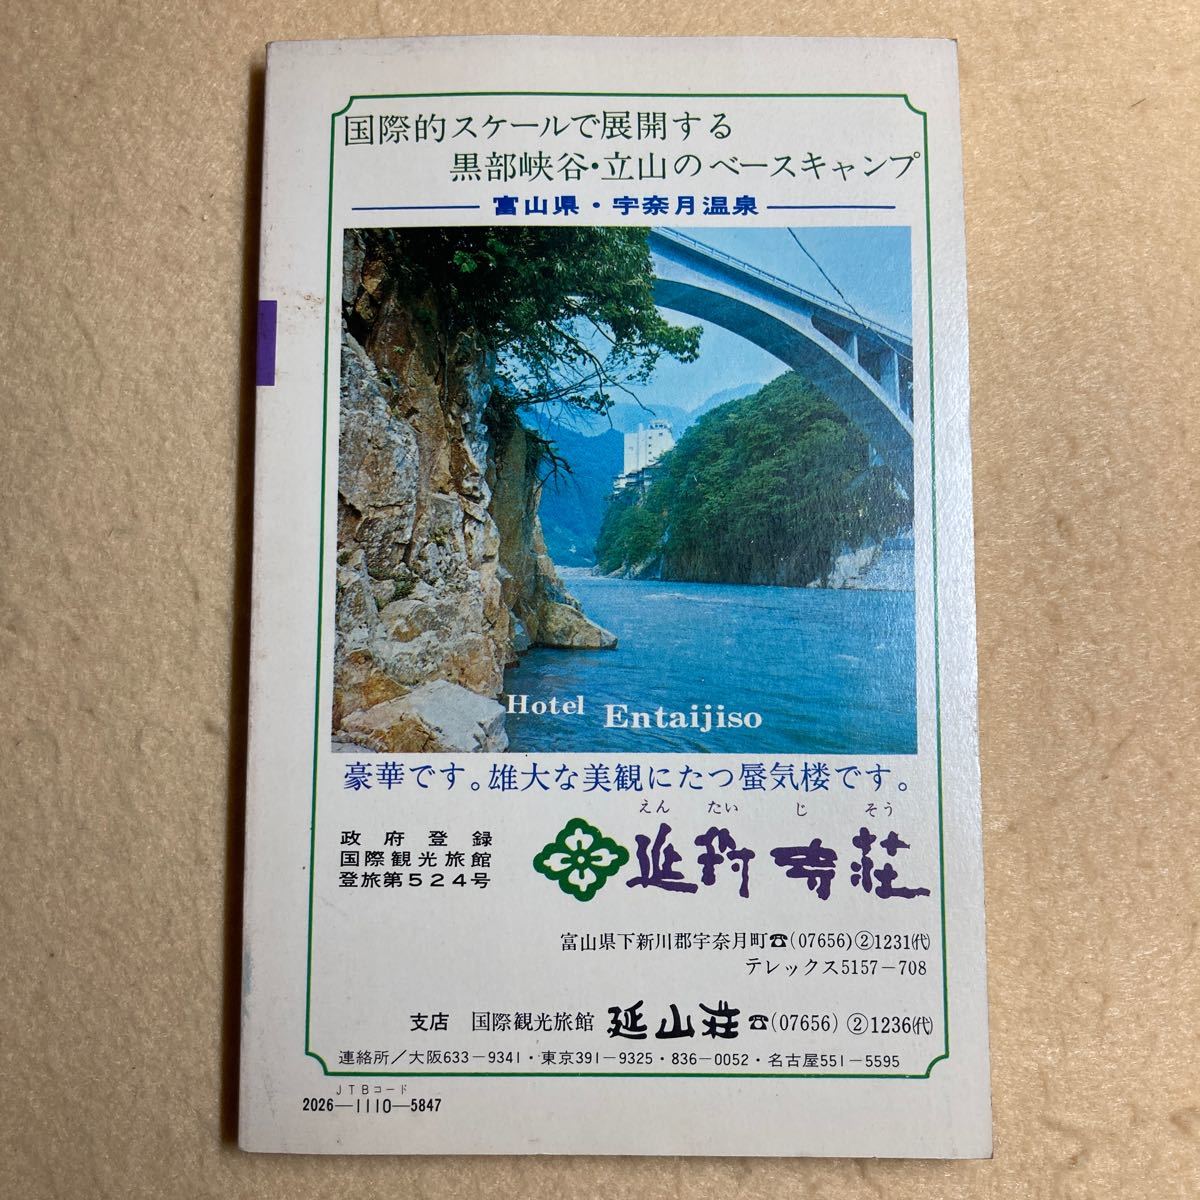 国際的スケールで展開する
黒部峡谷・立山のベースキャンプ
富山県・宇奈月温泉
Hotel Entaijiso
豪華です。雄大な美観にたつ蜃気楼です。
えん たい じ そう
延対寺荘
政府登録
国際観光旅館
登旅第524号
富山県下新川郡宇奈月町☎(07656)②1231㈹
テレックス5157-708
支店 国際観光旅館 延山荘☎(07656)②1236㈹
連絡所/大阪633-9341・東京391-9325・836-0052・名古屋551-5595
JTBコード
2026-1110-5847